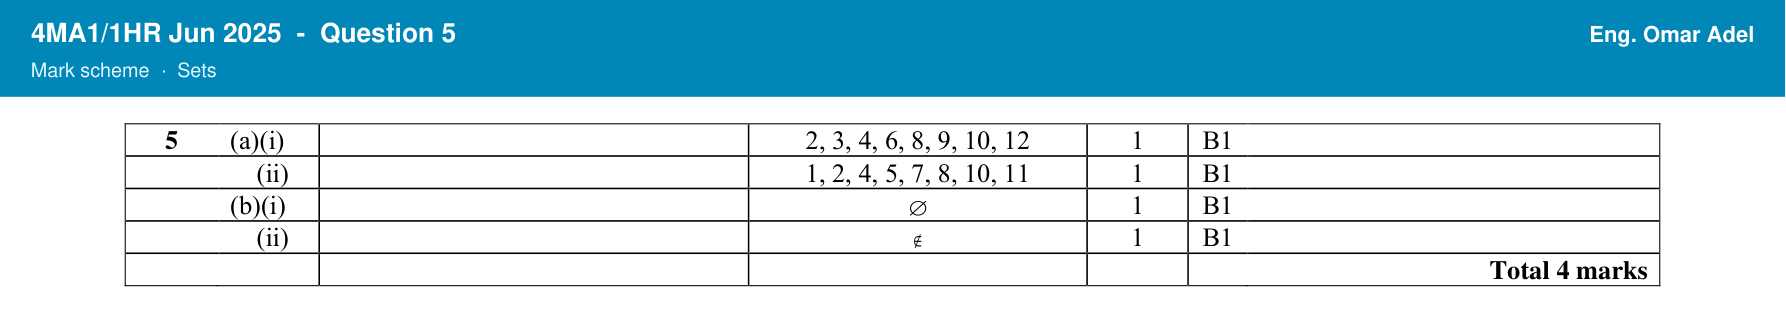 4MA1/1HR Jun 2025 - Question 5
Eng. Omar Adel
Mark scheme · Sets
5 (a)(i) 2, 3, 4, 6, 8, 9, 10, 12 1 B1
(ii) 1, 2, 4, 5, 7, 8, 10, 11 1 B1
(b)(i) ∅ 1 B1
(ii) ∉ 1 B1
Total 4 marks